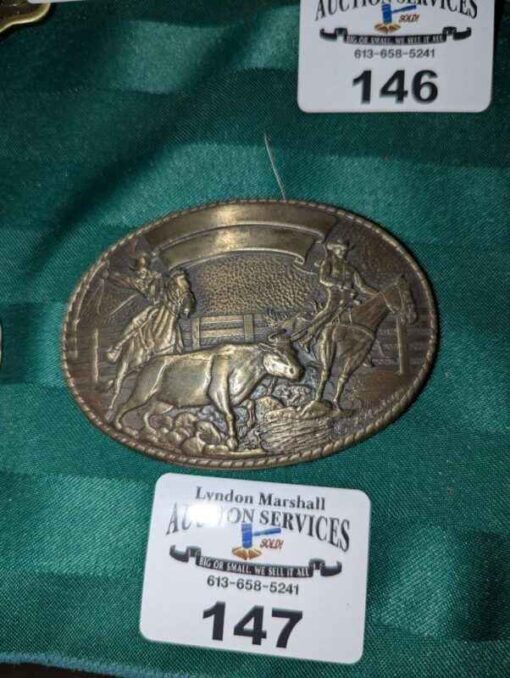 AUCTION SERVICES
SOLD!
BIG OR SMALL, WE SELL IT ALL
613-658-5241
146
Lyndon Marshall
AUCTION SERVICES
SOLD!
BIG OR SMALL, WE SELL IT ALL
613-658-5241
147